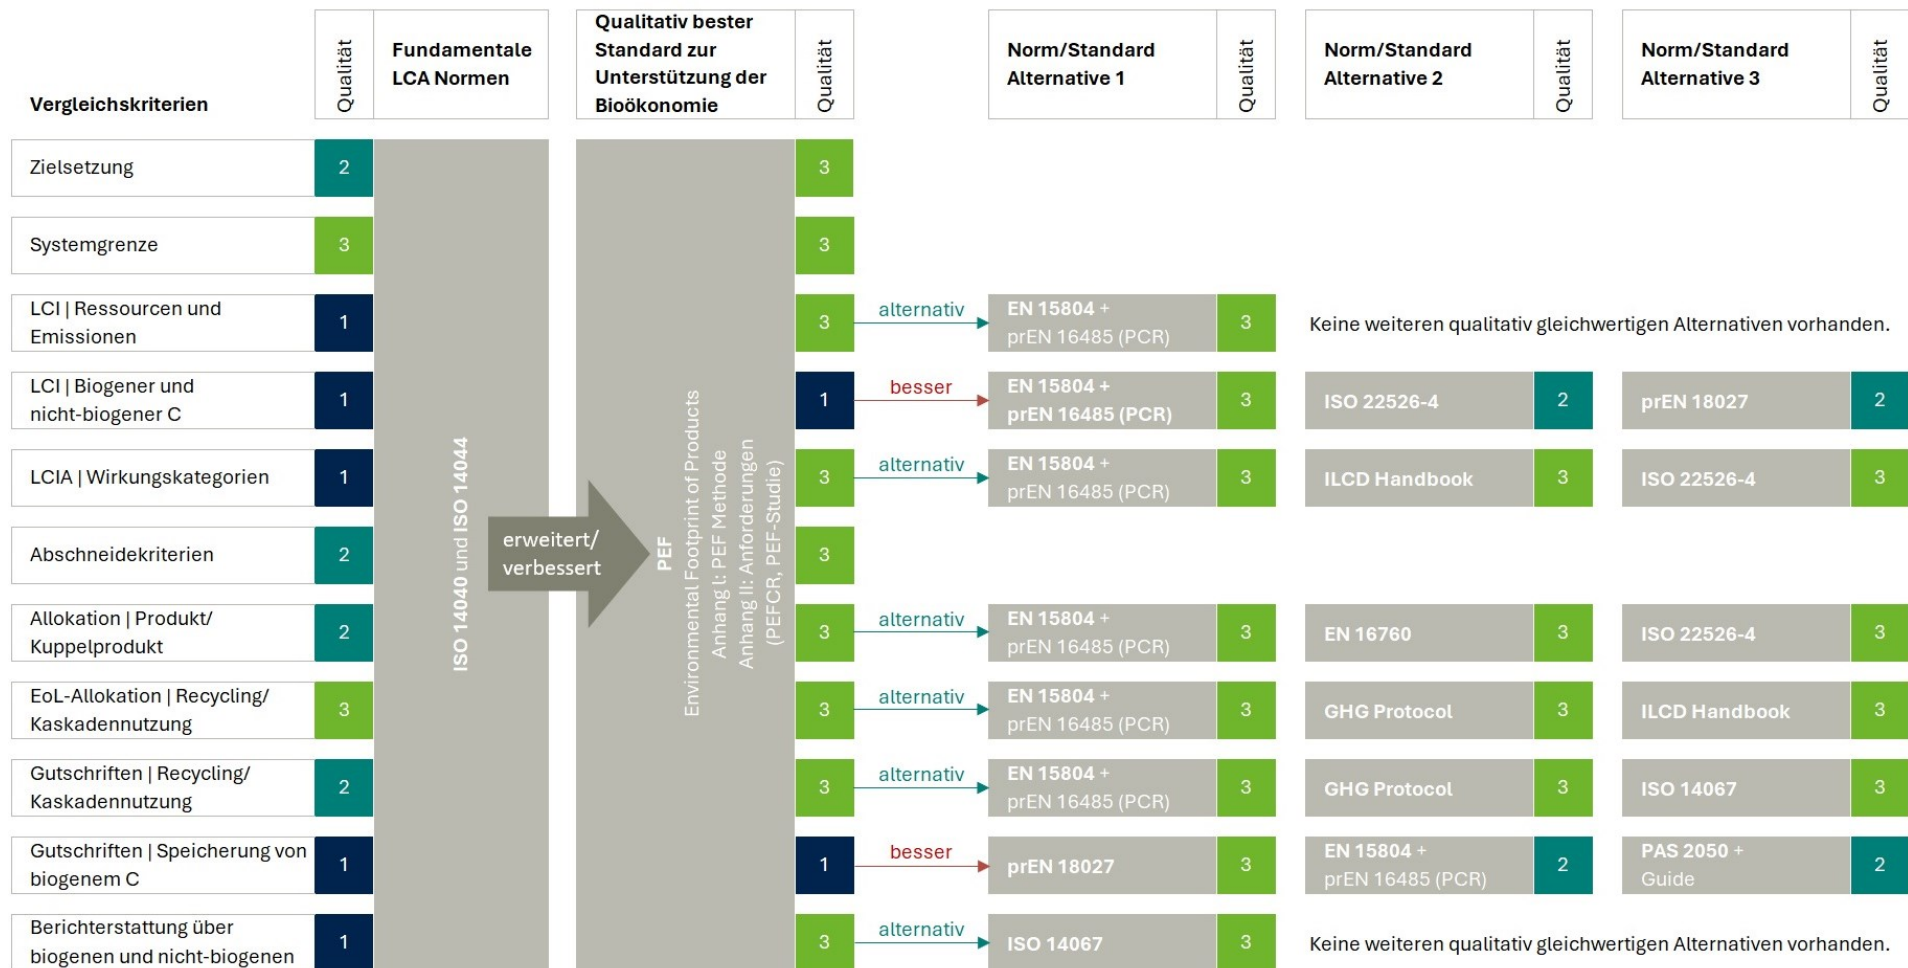 Vergleichskriterien
Qualität
Fundamentale
LCA Normen
Qualitativ bester
Standard zur
Unterstützung der
Bioökonomie
Qualität
Norm/Standard
Alternative 1
Qualität
Norm/Standard
Alternative 2
Qualität
Norm/Standard
Alternative 3
Qualität
ISO 14040 und ISO 14044
erweitert/
verbessert
PEF
Environmental Footprint of Products
Anhang I: PEF Methode
Anhang II: Anforderungen
(PEFCR, PEF-Studie)
Zielsetzung
2
3
Systemgrenze
3
3
LCI | Ressourcen und
Emissionen
1
3
alternativ
EN 15804 +
prEN 16485 (PCR)
3
Keine weiteren qualitativ gleichwertigen Alternativen vorhanden.
LCI | Biogener und
nicht-biogener C
1
1
besser
EN 15804 +
prEN 16485 (PCR)
3
ISO 22526-4
2
prEN 18027
2
LCIA | Wirkungskategorien
1
3
alternativ
EN 15804 +
prEN 16485 (PCR)
3
ILCD Handbook
3
ISO 22526-4
3
Abschneidekriterien
2
3
Allokation | Produkt/
Kuppelprodukt
2
3
alternativ
EN 15804 +
prEN 16485 (PCR)
3
EN 16760
3
ISO 22526-4
3
EoL-Allokation | Recycling/
Kaskadennutzung
3
3
alternativ
EN 15804 +
prEN 16485 (PCR)
3
GHG Protocol
3
ILCD Handbook
3
Gutschriften | Recycling/
Kaskadennutzung
2
3
alternativ
EN 15804 +
prEN 16485 (PCR)
3
GHG Protocol
3
ISO 14067
3
Gutschriften | Speicherung von
biogenem C
1
1
besser
prEN 18027
3
EN 15804 +
prEN 16485 (PCR)
2
PAS 2050 +
Guide
2
Berichterstattung über
biogenen und nicht-biogenen
1
3
alternativ
ISO 14067
3
Keine weiteren qualitativ gleichwertigen Alternativen vorhanden.